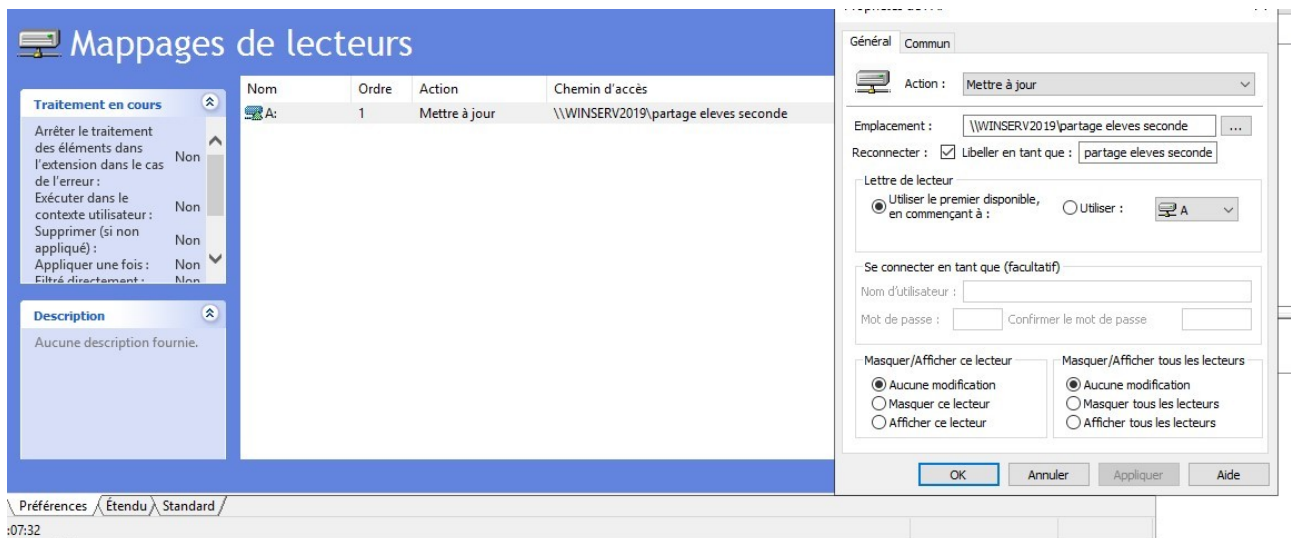 Mappages de lecteurs
Traitement en cours
Arrêter le traitement
des éléments dans
l'extension dans le cas
de l'erreur :
Non
Exécuter dans le
contexte utilisateur :
Non
Supprimer (si non
appliqué) :
Non
Appliquer une fois :
Non
Filtré directement :
Non
Description
Aucune description fournie.
Nom Ordre Action Chemin d'accès
A: 1 Mettre à jour \\WINSERV2019\partage eleves seconde
Préférences Étendu Standard
:07:32
Général Commun
Action : Mettre à jour
Emplacement : \\WINSERV2019\partage eleves seconde ...
Reconnecter : Libeller en tant que : partage eleves seconde
Lettre de lecteur
Utiliser le premier disponible,
en commençant à :
Utiliser : A
Se connecter en tant que (facultatif)
Nom d'utilisateur :
Mot de passe : Confirmer le mot de passe
Masquer/Afficher ce lecteur
Aucune modification
Masquer ce lecteur
Afficher ce lecteur
Masquer/Afficher tous les lecteurs
Aucune modification
Masquer tous les lecteurs
Afficher tous les lecteurs
OK Annuler Appliquer Aide